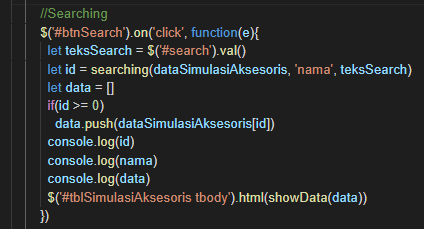 //Searching
$('#btnSearch').on('click', function(e){
let teksSearch = $('#search').val()
let id = searching(dataSimulasiAksesoris, 'nama', teksSearch)
let data = []
if(id >= 0)
data.push(dataSimulasiAksesoris[id])
console.log(id)
console.log(nama)
console.log(data)
$('#tblSimulasiAksesoris tbody').html(showData(data))
})